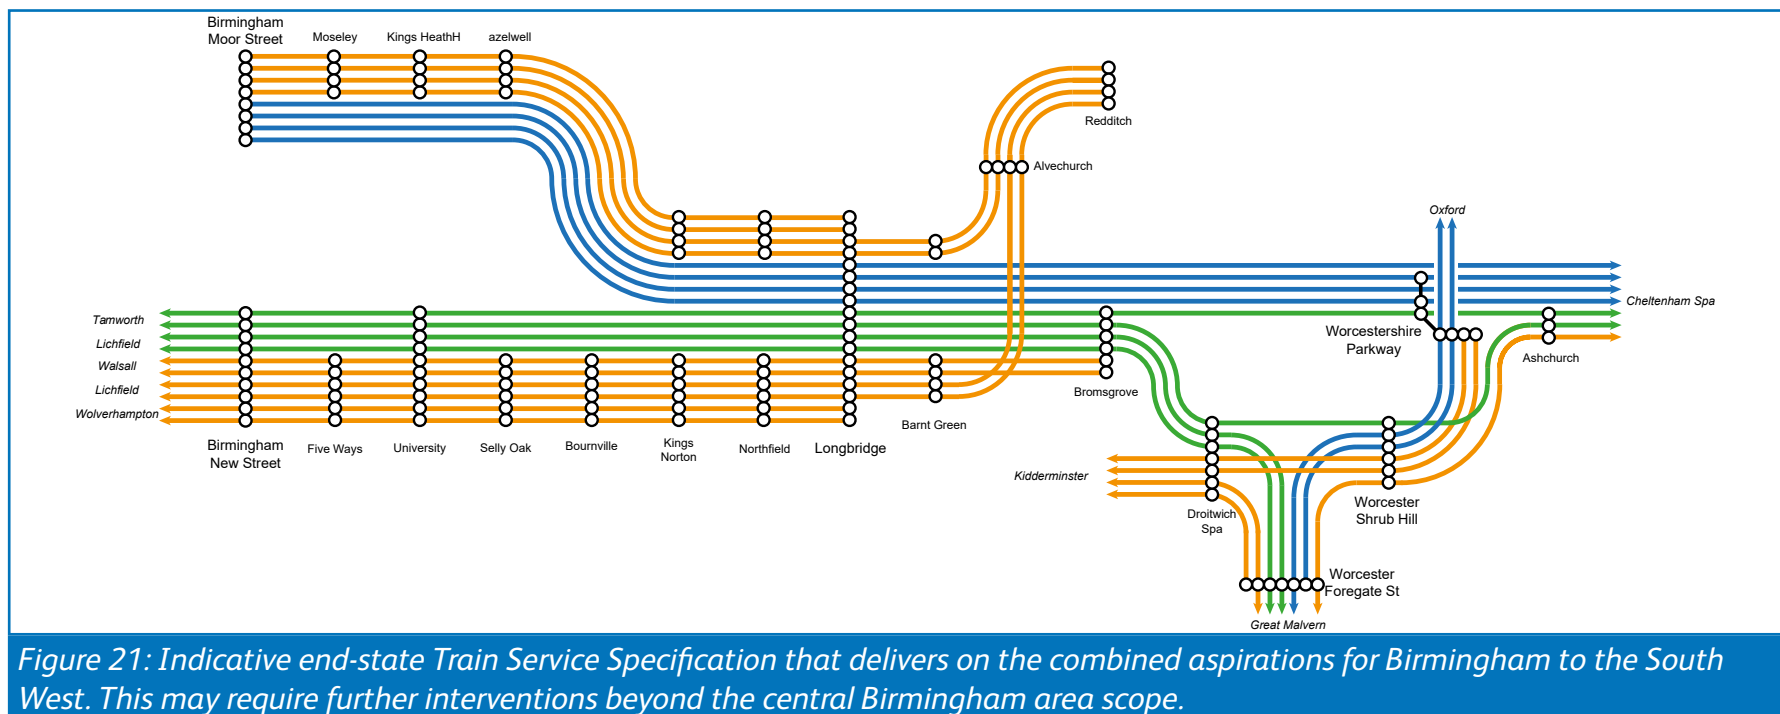 Birmingham
Moor Street
Moseley
Kings HeathH
azelwell
Redditch
Alvechurch
Oxford
Tamworth
Lichfield
Walsall
Lichfield
Wolverhampton
Cheltenham Spa
Worcestershire
Parkway
Ashchurch
Bromsgrove
Barnt Green
Birmingham
New Street
Five Ways
University
Selly Oak
Bournville
Kings
Norton
Northfield
Longbridge
Kidderminster
Droitwich
Spa
Worcester
Shrub Hill
Worcester
Foregate St
Great Malvern
Figure 21: Indicative end-state Train Service Specification that delivers on the combined aspirations for Birmingham to the South
West. This may require further interventions beyond the central Birmingham area scope.